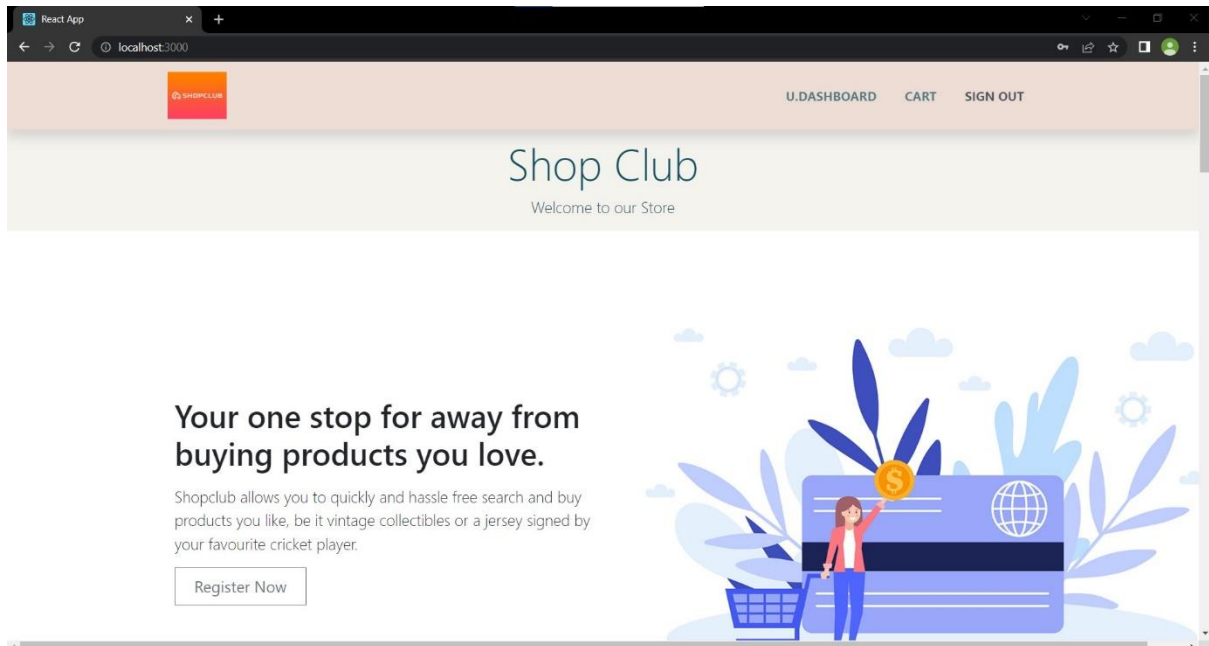 React App
localhost:3000
SHOPCLUB
U.DASHBOARD CART SIGN OUT
Shop Club
Welcome to our Store
Your one stop for away from
buying products you love.
Shopclub allows you to quickly and hassle free search and buy
products you like, be it vintage collectibles or a jersey signed by
your favourite cricket player.
Register Now
$